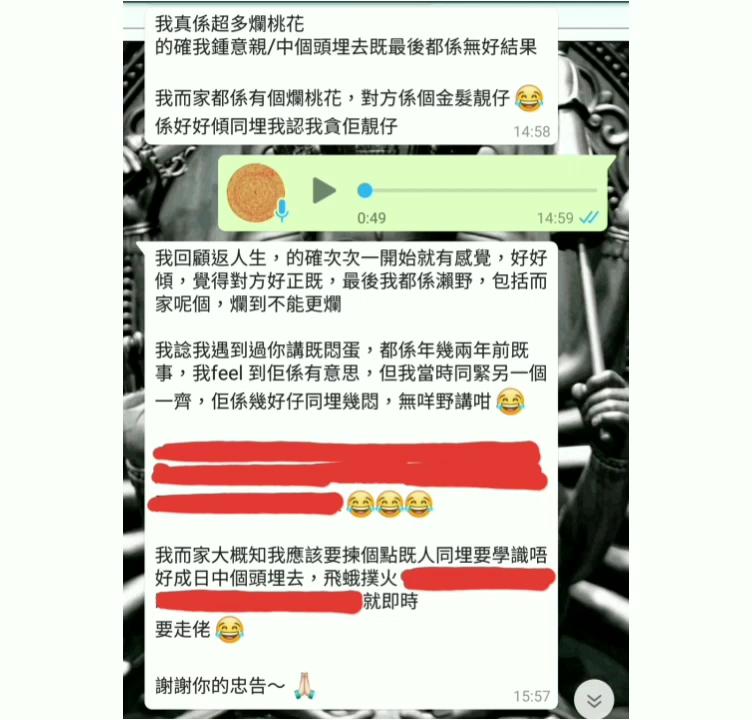 我真係超多爛桃花
的確我鍾意親/中個頭埋去既最後都係無好結果
我而家都係有個爛桃花，對方係個金髮靚仔😂
係好好傾同埋我認我貪佢靚仔
14:58
0:49
14:59
我回顧返人生，的確次次一開始就有感覺，好好
傾，覺得對方好正既，最後我都係瀨野，包括而
家呢個，爛到不能更爛
我諗我遇到過你講既悶蛋，都係年幾兩年前既
事，我feel 到佢係有意思，但我當時同緊另一個
一齊，佢係幾好仔同埋幾悶，無咩野講咁😂
😂😂😂
我而家大概知我應該要揀個點既人同埋要學識唔
好成日中個頭埋去，飛蛾撲火
就即時
要走佬😂
謝謝你的忠告～🙏🏻
15:57